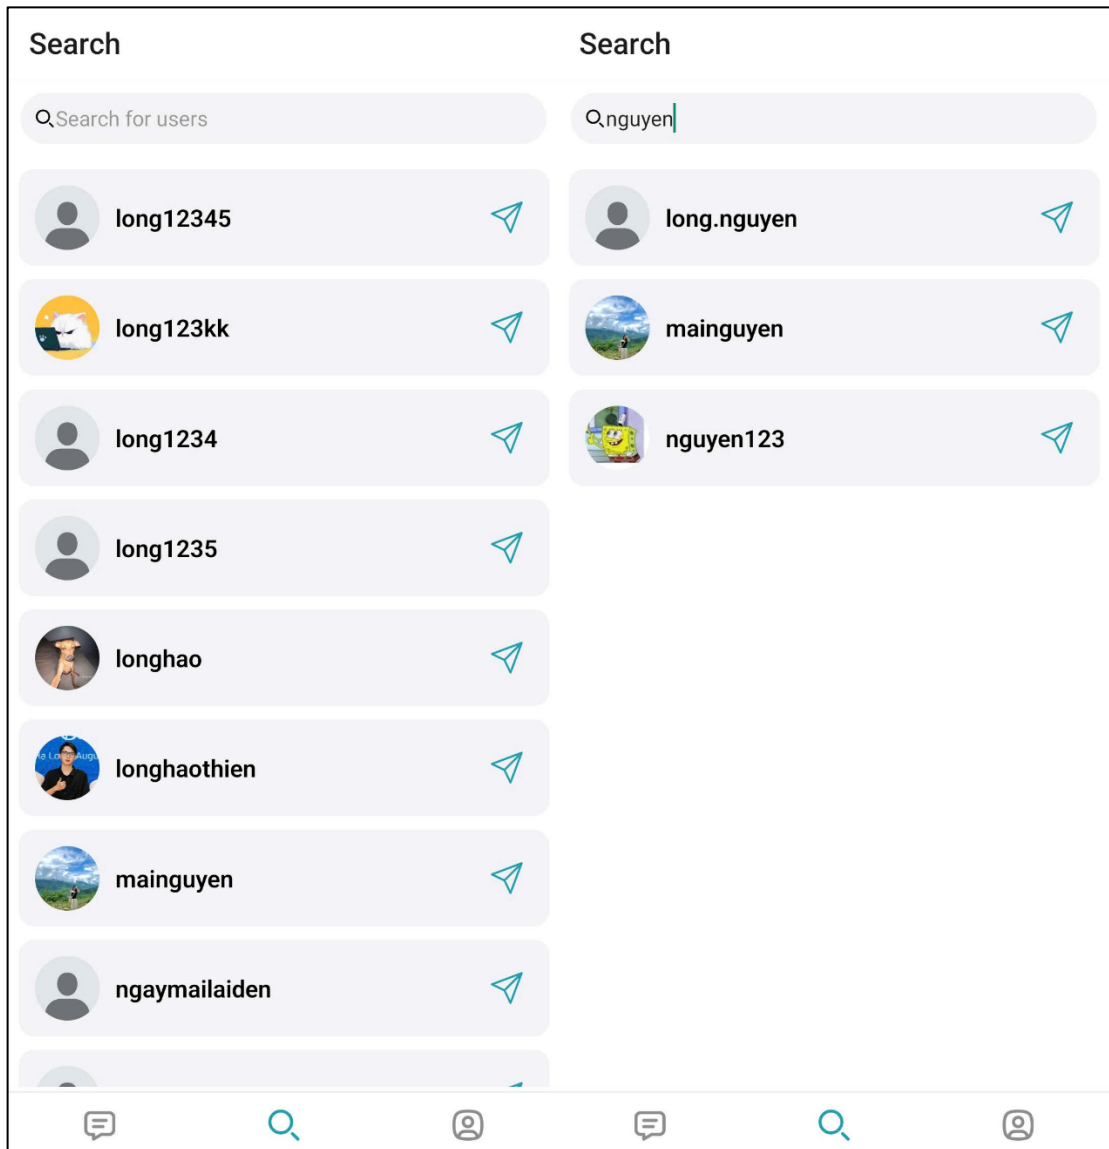 Search
Search for users
long12345
long123kk
long1234
long1235
longhao
longhaothien
mainguyen
ngaymailaiden
Search
nguyen
long.nguyen
mainguyen
nguyen123